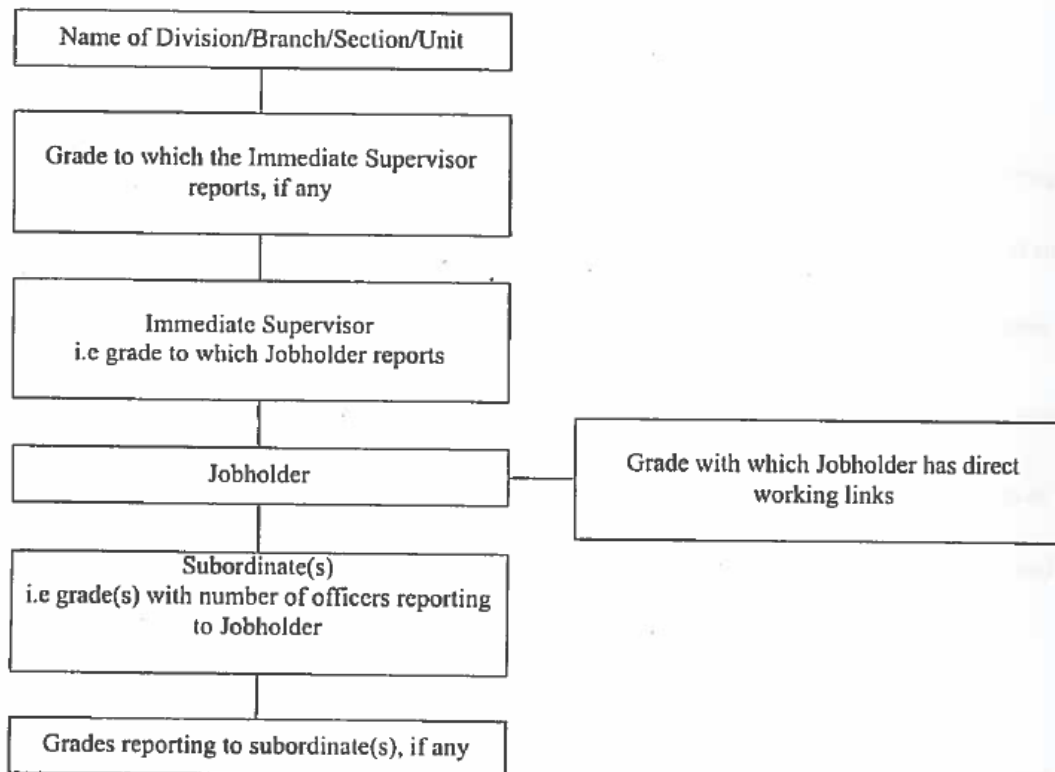 Name of Division/Branch/Section/Unit
Grade to which the Immediate Supervisor
reports, if any
Immediate Supervisor
i.e grade to which Jobholder reports
Jobholder
Grade with which Jobholder has direct
working links
Subordinate(s)
i.e grade(s) with number of officers reporting
to Jobholder
Grades reporting to subordinate(s), if any